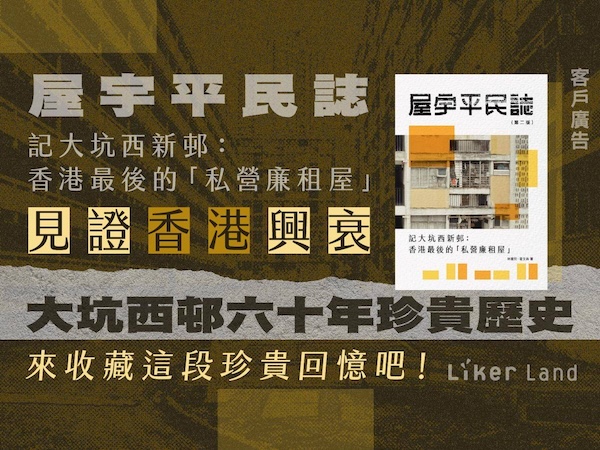 屋宇平民誌
記大坑西新邨：
香港最後的「私營廉租屋」
見證香港興衰
大坑西邨六十年珍貴歷史
來收藏這段珍貴回憶吧！
Liker Land
客戶廣告
屋宇平民誌
（第二版）
記大坑西新邨：
香港最後的「私營廉租屋」